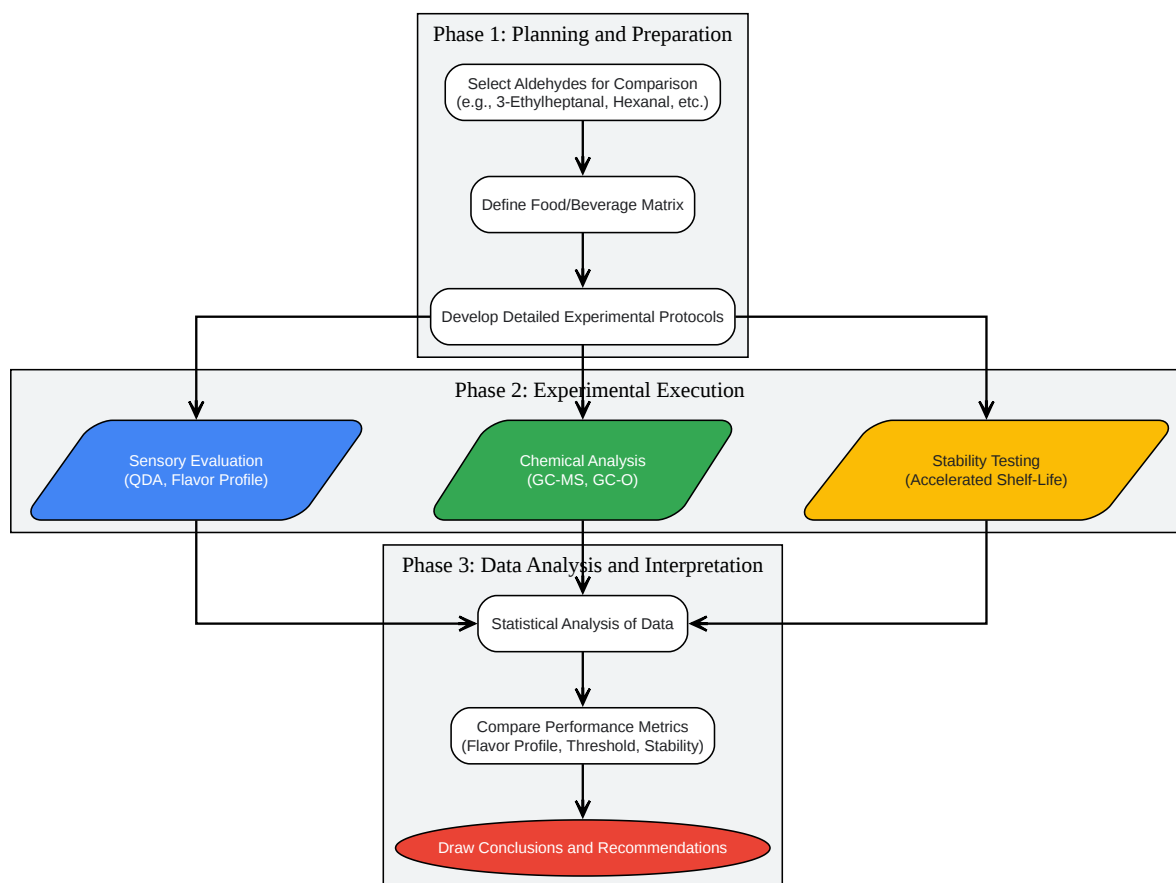 Phase 1: Planning and Preparation
Select Aldehydes for Comparison
(e.g., 3-Ethylheptanal, Hexanal, etc.)
Define Food/Beverage Matrix
Develop Detailed Experimental Protocols
Phase 2: Experimental Execution
Sensory Evaluation
(QDA, Flavor Profile)
Chemical Analysis
(GC-MS, GC-O)
Stability Testing
(Accelerated Shelf-Life)
Phase 3: Data Analysis and Interpretation
Statistical Analysis of Data
Compare Performance Metrics
(Flavor Profile, Threshold, Stability)
Draw Conclusions and Recommendations